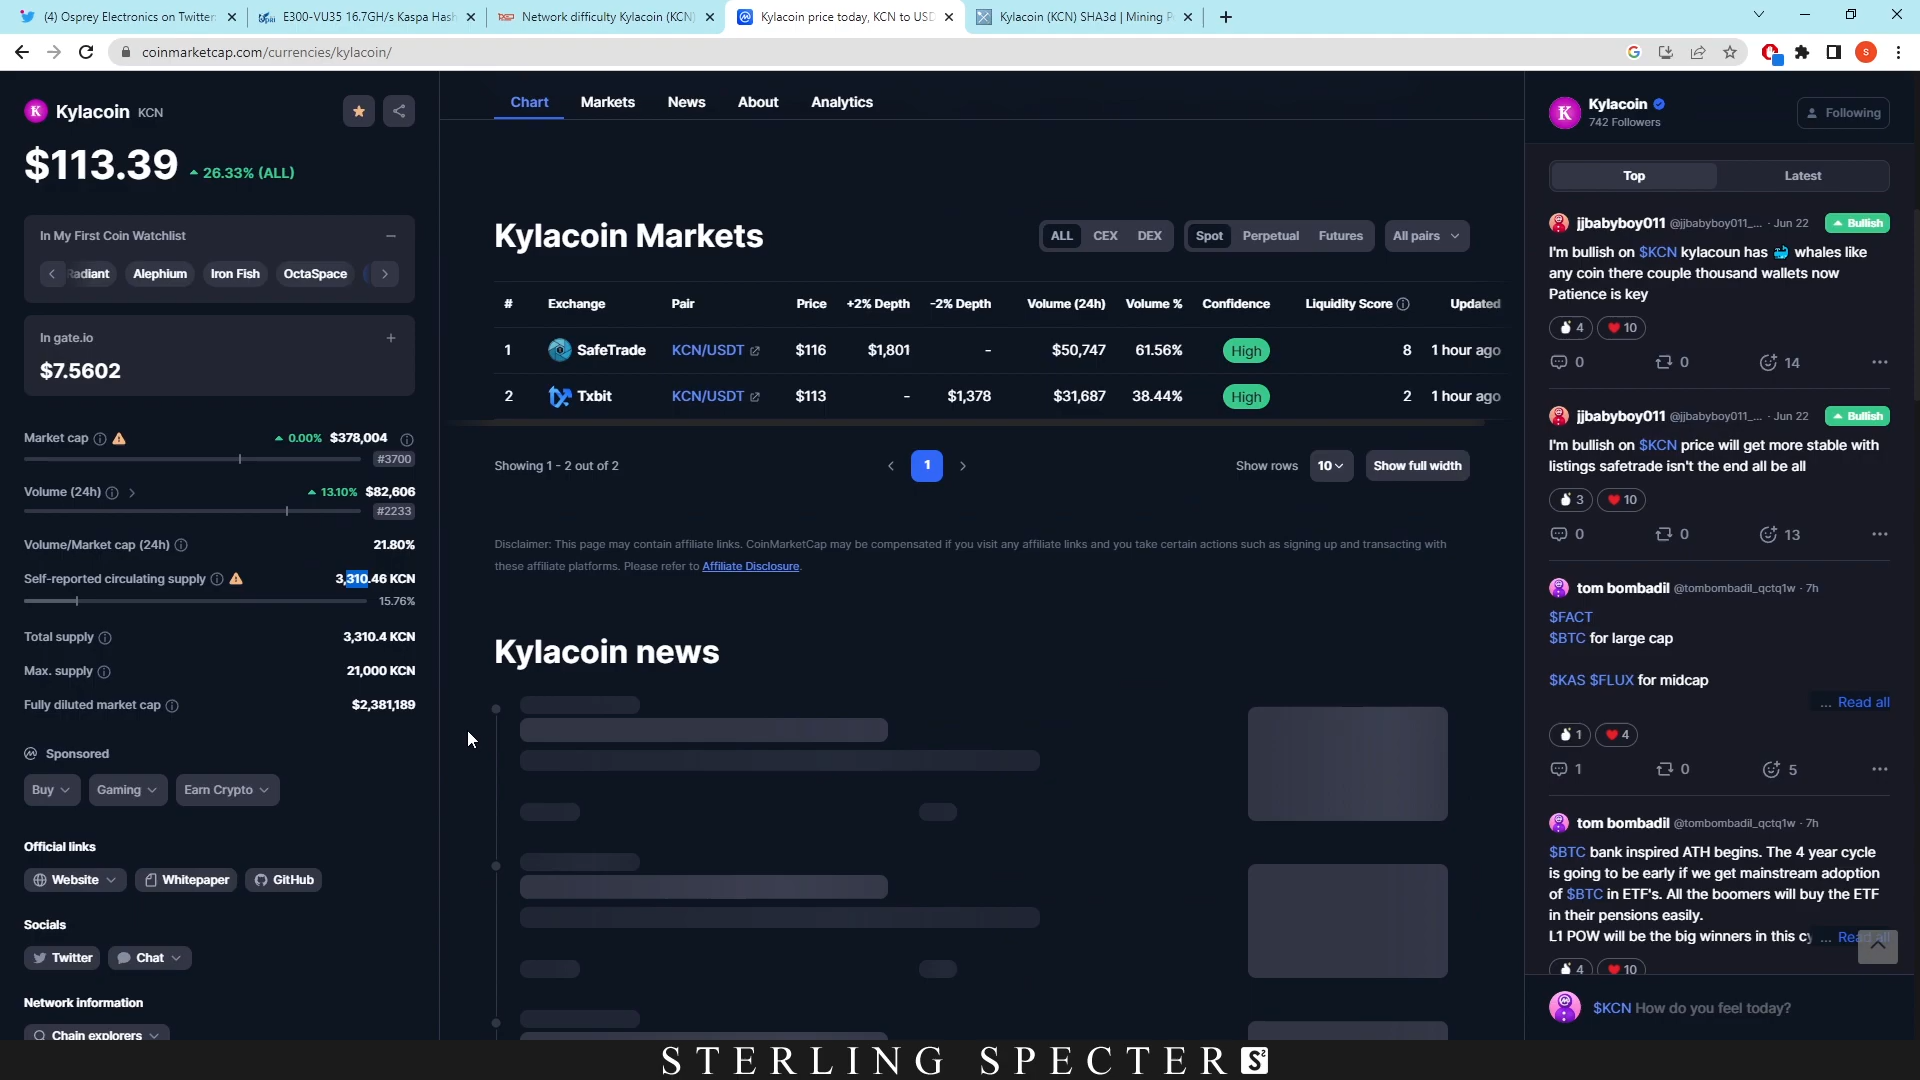 (4) Osprey Electronics on Twitter
E300-VU35 16.7GH/s Kaspa Hash
Network difficulty Kylacoin (KCN)
Kylacoin price today, KCN to USD
Kylacoin (KCN) SHA3d | Mining P
coinmarketcap.com/currencies/kylacoin/
S
Kylacoin KCN
$113.39 26.33% (ALL)
In My First Coin Watchlist
Radiant Alephium Iron Fish OctaSpace
In gate.io
$7.5602
Market cap 0.00% $378,004
#3700
Volume (24h) 13.10% $82,606
#2233
Volume/Market cap (24h) 21.80%
Self-reported circulating supply 3,310.46 KCN
15.76%
Total supply 3,310.4 KCN
Max. supply 21,000 KCN
Fully diluted market cap $2,381,189
Sponsored
Buy Gaming Earn Crypto
Official links
Website Whitepaper GitHub
Socials
Twitter Chat
Network information
Chain explorers
Chart Markets News About Analytics
Kylacoin Markets
ALL CEX DEX Spot Perpetual Futures All pairs
# Exchange Pair Price +2% Depth -2% Depth Volume (24h) Volume % Confidence Liquidity Score Updated
1 SafeTrade KCN/USDT $116 $1,801 - $50,747 61.56% High 8 1 hour ago
2 Txbit KCN/USDT $113 - $1,378 $31,687 38.44% High 2 1 hour ago
Showing 1 - 2 out of 2
1
Show rows 10 Show full width
Disclaimer: This page may contain affiliate links. CoinMarketCap may be compensated if you visit any affiliate links and you take certain actions such as signing up and transacting with
these affiliate platforms. Please refer to Affiliate Disclosure.
Kylacoin news
Kylacoin
742 Followers
Following
Top Latest
jjbabyboy011 @jjbabyboy011_... · Jun 22 Bullish
I'm bullish on $KCN kylacoun has 🐳 whales like
any coin there couple thousand wallets now
Patience is key
4 10
0 0 14
jjbabyboy011 @jjbabyboy011_... · Jun 22 Bullish
I'm bullish on $KCN price will get more stable with
listings safetrade isn't the end all be all
3 10
0 0 13
tom bombadil @tombombadil_qctq1w · 7h
$FACT
$BTC for large cap
$KAS $FLUX for midcap
... Read all
1 4
1 0 5
tom bombadil @tombombadil_qctq1w · 7h
$BTC bank inspired ATH begins. The 4 year cycle
is going to be early if we get mainstream adoption
of $BTC in ETF's. All the boomers will buy the ETF
in their pensions easily.
L1 POW will be the big winners in this cy ... Read all
4 10
$KCN How do you feel today?
STERLING SPECTER S²